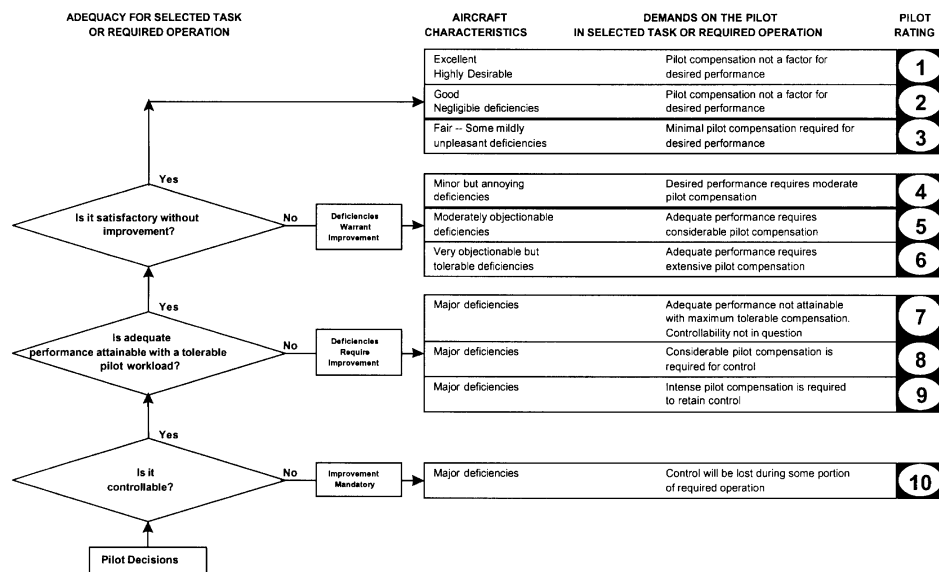 ADEQUACY FOR SELECTED TASK
OR REQUIRED OPERATION
AIRCRAFT
CHARACTERISTICS
DEMANDS ON THE PILOT
IN SELECTED TASK OR REQUIRED OPERATION
PILOT
RATING
Excellent
Highly Desirable
Pilot compensation not a factor for
desired performance
1
Good
Negligible deficiencies
Pilot compensation not a factor for
desired performance
2
Fair -- Some mildly
unpleasant deficiencies
Minimal pilot compensation required for
desired performance
3
Yes
Is it satisfactory without
improvement?
No
Deficiencies
Warrant
Improvement
Minor but annoying
deficiencies
Desired performance requires moderate
pilot compensation
4
Moderately objectionable
deficiencies
Adequate performance requires
considerable pilot compensation
5
Very objectionable but
tolerable deficiencies
Adequate performance requires
extensive pilot compensation
6
Yes
Is adequate
performance attainable with a tolerable
pilot workload?
No
Deficiencies
Require
Improvement
Major deficiencies
Adequate performance not attainable
with maximum tolerable compensation.
Controllability not in question
7
Major deficiencies
Considerable pilot compensation is
required for control
8
Major deficiencies
Intense pilot compensation is required
to retain control
9
Yes
Is it
controllable?
No
Improvement
Mandatory
Major deficiencies
Control will be lost during some portion
of required operation
10
Pilot Decisions